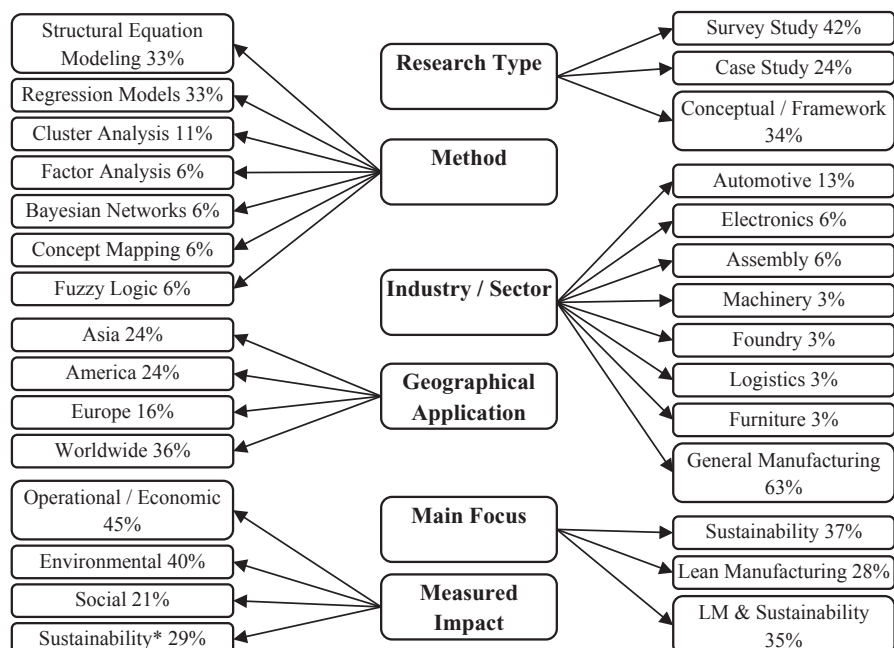 Structural Equation
Modeling 33%
Regression Models 33%
Cluster Analysis 11%
Factor Analysis 6%
Bayesian Networks 6%
Concept Mapping 6%
Fuzzy Logic 6%
Asia 24%
America 24%
Europe 16%
Worldwide 36%
Operational / Economic
45%
Environmental 40%
Social 21%
Sustainability* 29%
Research Type
Method
Industry / Sector
Geographical
Application
Main Focus
Measured
Impact
Survey Study 42%
Case Study 24%
Conceptual / Framework
34%
Automotive 13%
Electronics 6%
Assembly 6%
Machinery 3%
Foundry 3%
Logistics 3%
Furniture 3%
General Manufacturing
63%
Sustainability 37%
Lean Manufacturing 28%
LM & Sustainability
35%